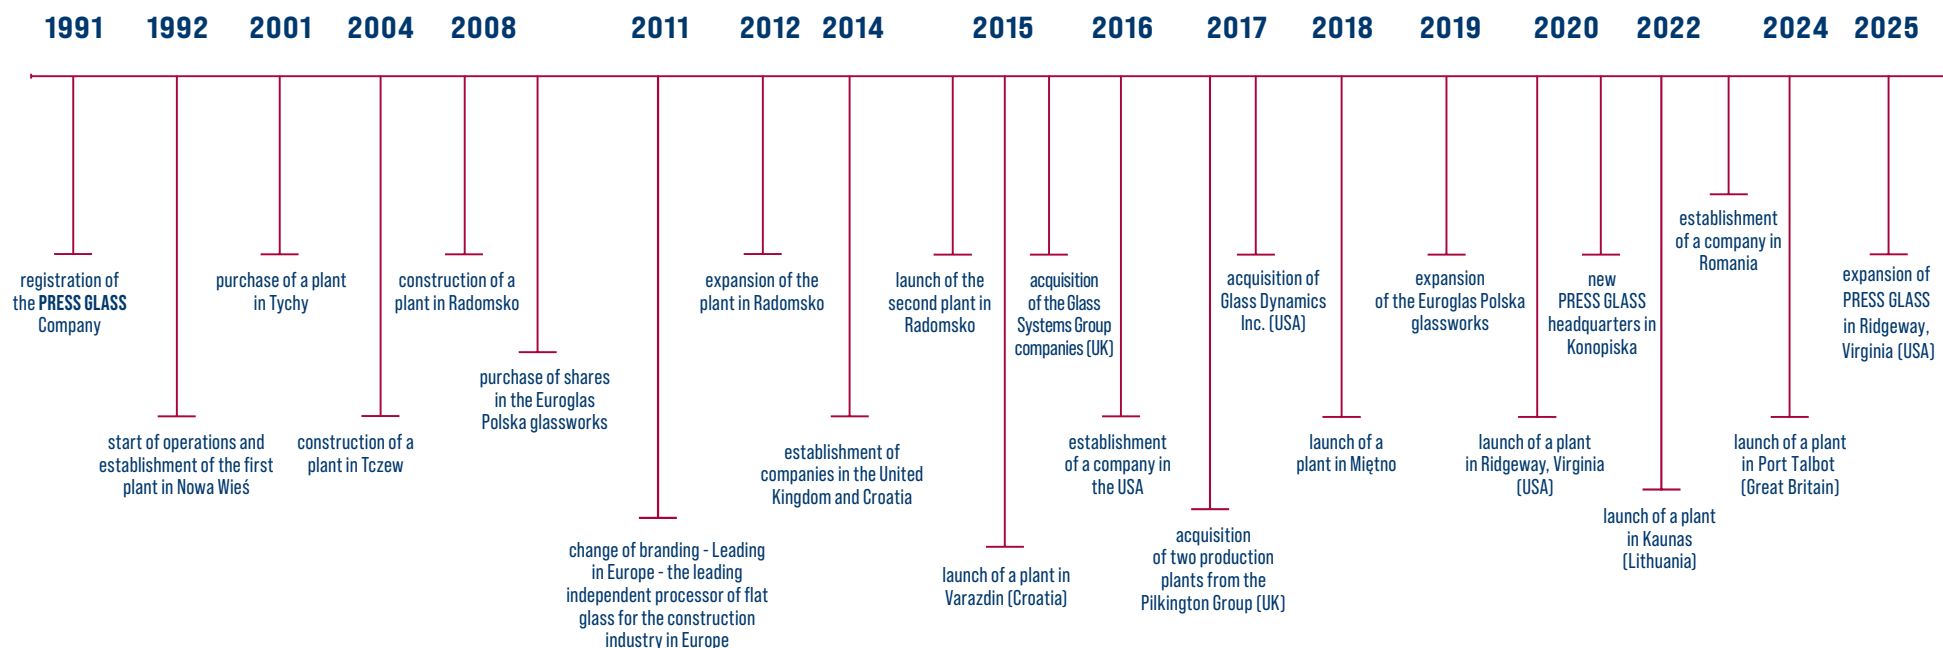 1991 1992 2001 2004 2008 2011 2012 2014 2015 2016 2017 2018 2019 2020 2022 2024 2025
registration of
the PRESS GLASS
Company
start of operations and
establishment of the first
plant in Nowa Wieś
purchase of a plant
in Tychy
construction of a
plant in Tczew
construction of a
plant in Radomsko
purchase of shares
in the Euroglas
Polska glassworks
change of branding - Leading
in Europe - the leading
independent processor of flat
glass for the construction
industry in Europe
expansion of the
plant in Radomsko
establishment of
companies in the United
Kingdom and Croatia
launch of the
second plant in
Radomsko
launch of a plant in
Varazdin (Croatia)
acquisition
of the Glass
Systems Group
companies (UK)
establishment
of a company in
the USA
acquisition
of two production
plants from the
Pilkington Group (UK)
acquisition of
Glass Dynamics
Inc. (USA)
launch of a
plant in Miętno
expansion
of the Euroglas Polska
glassworks
launch of a plant
in Ridgeway, Virginia
(USA)
new
PRESS GLASS
headquarters in
Konopiska
launch of a plant
in Kaunas
(Lithuania)
establishment
of a company in
Romania
launch of a plant
in Port Talbot
(Great Britain)
expansion of
PRESS GLASS
in Ridgeway,
Virginia (USA)